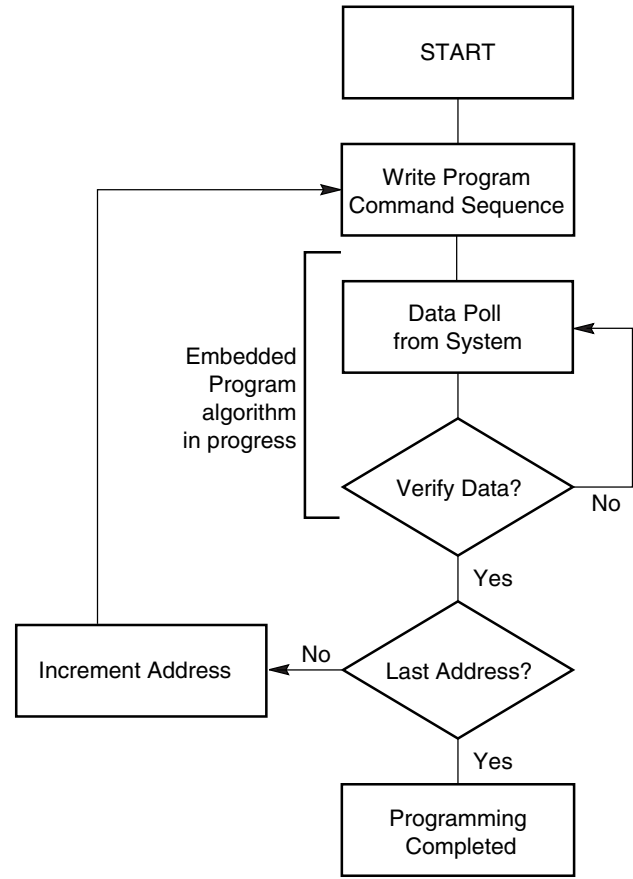 START
Write Program
Command Sequence
Data Poll
from System
Embedded
Program
algorithm
in progress
Verify Data?
No
Yes
Increment Address
No
Last Address?
Yes
Programming
Completed